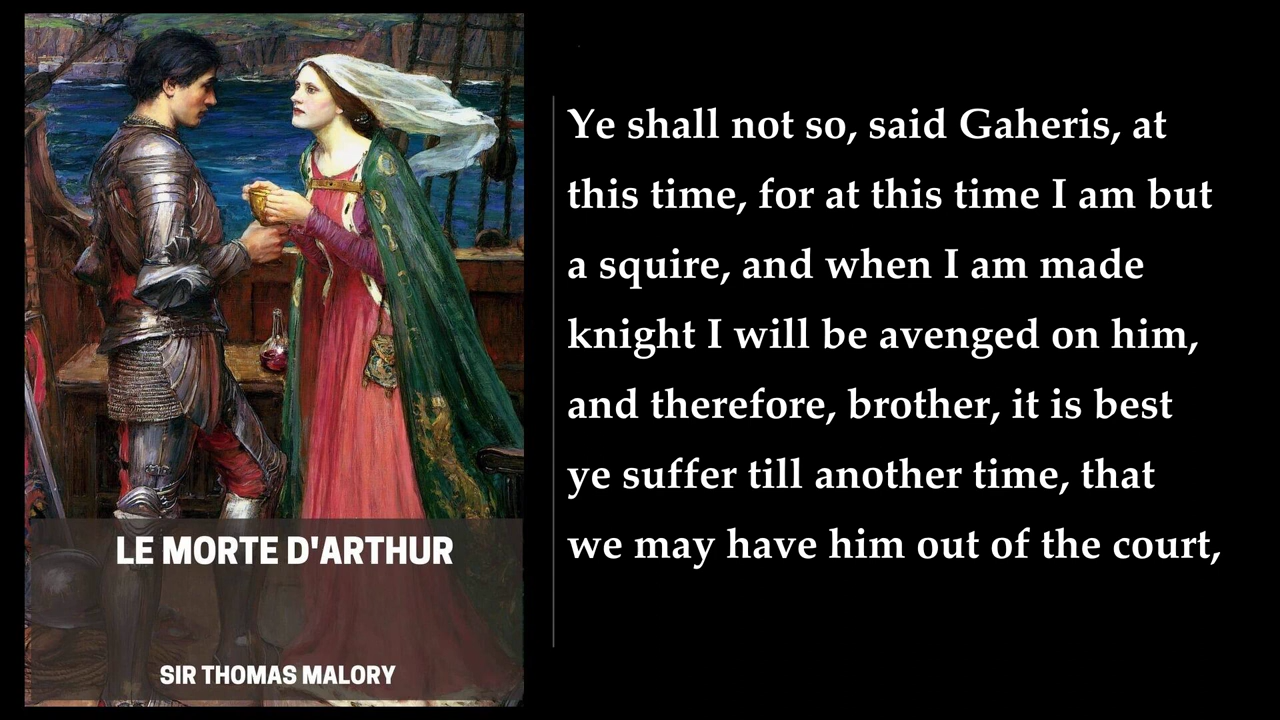 LE MORTE D'ARTHUR
SIR THOMAS MALORY
Ye shall not so, said Gaheris, at
this time, for at this time I am but
a squire, and when I am made
knight I will be avenged on him,
and therefore, brother, it is best
ye suffer till another time, that
we may have him out of the court,